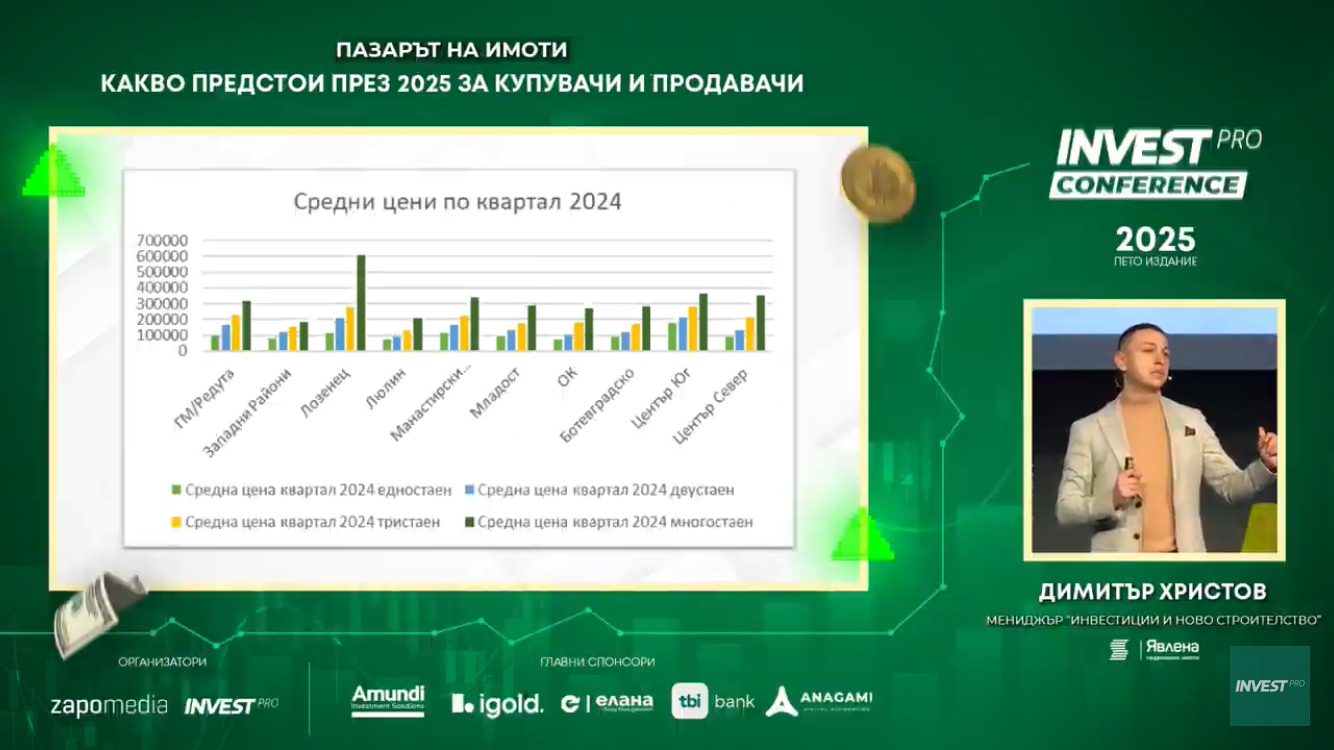 ПАЗАРЪТ НА ИМОТИ
КАКВО ПРЕДСТОИ ПРЕЗ 2025 ЗА КУПУВАЧИ И ПРОДАВАЧИ
INVEST PRO
CONFERENCE
2025
ПЕТО ИЗДАНИЕ
Средни цени по квартал 2024
700000
600000
500000
400000
300000
200000
100000
0
ГМ/Редута
Западни Райони
Лозенец
Люлин
Манастирски...
Младост
ОК
Ботевградско
Център Юг
Център Север
Средна цена квартал 2024 едностаен
Средна цена квартал 2024 двустаен
Средна цена квартал 2024 тристаен
Средна цена квартал 2024 многостаен
ДИМИТЪР ХРИСТОВ
МЕНИДЖЪР "ИНВЕСТИЦИИ И НОВО СТРОИТЕЛСТВО"
Явлена
недвижими имоти
ОРГАНИЗАТОРИ
ГЛАВНИ СПОНСОРИ
zapomedia
INVEST PRO
Amundi
Investment Solutions
igold.
елана
tbi bank
ANAGAMI
INVEST PRO